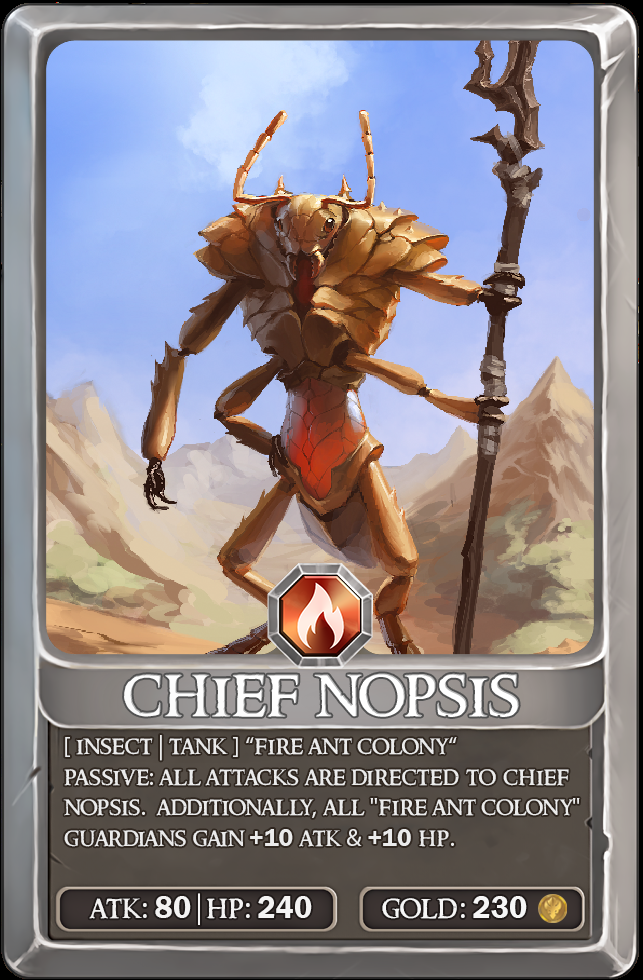 CHIEF NOPSIS
[ INSECT | TANK ] “FIRE ANT COLONY“
PASSIVE: ALL ATTACKS ARE DIRECTED TO CHIEF
NOPSIS. ADDITIONALLY, ALL "FIRE ANT COLONY"
GUARDIANS GAIN +10 ATK & +10 HP.
ATK: 80 | HP: 240 GOLD: 230